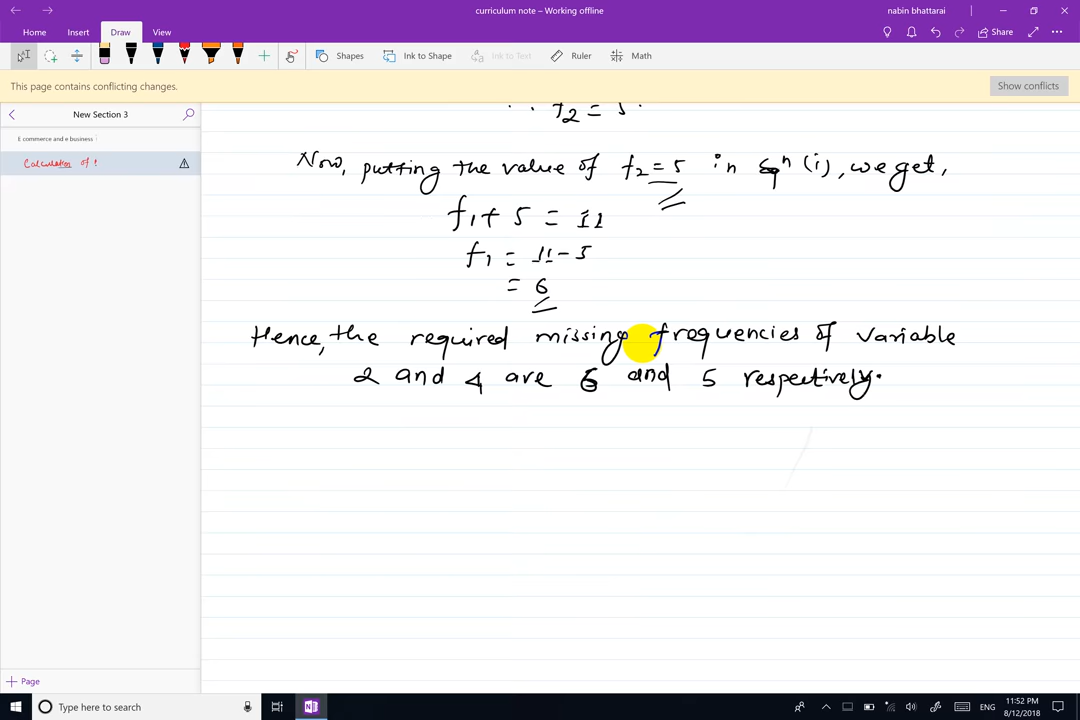 curriculum note – Working offline
nabin bhattarai
Home Insert Draw View
Share
Shapes Ink to Shape Ink to Text Ruler Math
This page contains conflicting changes.
Show conflicts
New Section 3
E commerce and e business
Calculation of
∴ f₂ = 5.
Now, putting the value of f₂ = 5 in eqⁿ (i), we get,
f₁ + 5 = 11
f₁ = 11 – 5
= 6
Hence, the required missing frequencies of variable
2 and 4 are 6 and 5 respectively.
+ Page
Type here to search
ENG
11:52 PM
8/12/2018